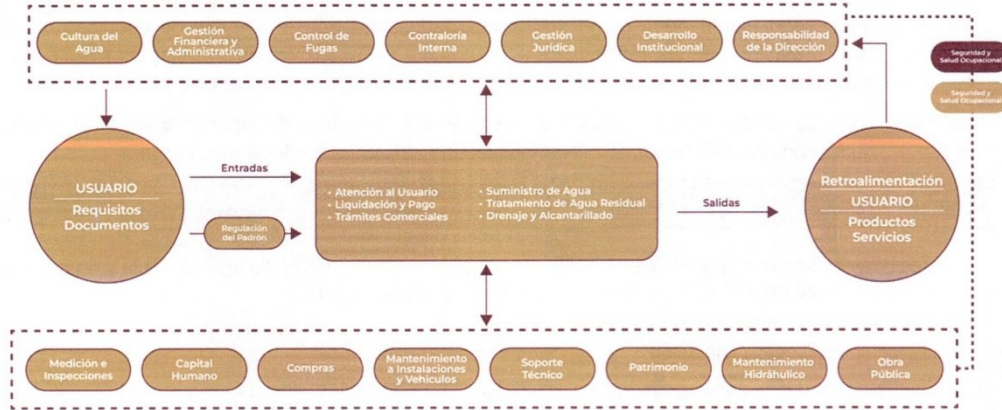 Cultura del
Agua
Gestión
Financiera y
Administrativa
Control de
Fugas
Contraloría
Interna
Gestión
Jurídica
Desarrollo
Institucional
Responsabilidad
de la Dirección
Seguridad y
Salud Ocupacional
Seguridad y
Salud Ocupacional
USUARIO
Requisitos
Documentos
Entradas
Regulación
del Padrón
• Atención al Usuario
• Liquidación y Pago
• Trámites Comerciales
• Suministro de Agua
• Tratamiento de Agua Residual
• Drenaje y Alcantarillado
Salidas
Retroalimentación
USUARIO
Productos
Servicios
Medición e
Inspecciones
Capital
Humano
Compras
Mantenimiento
a Instalaciones
y Vehiculos
Soporte
Técnico
Patrimonio
Mantenimiento
Hidráhulico
Obra
Pública